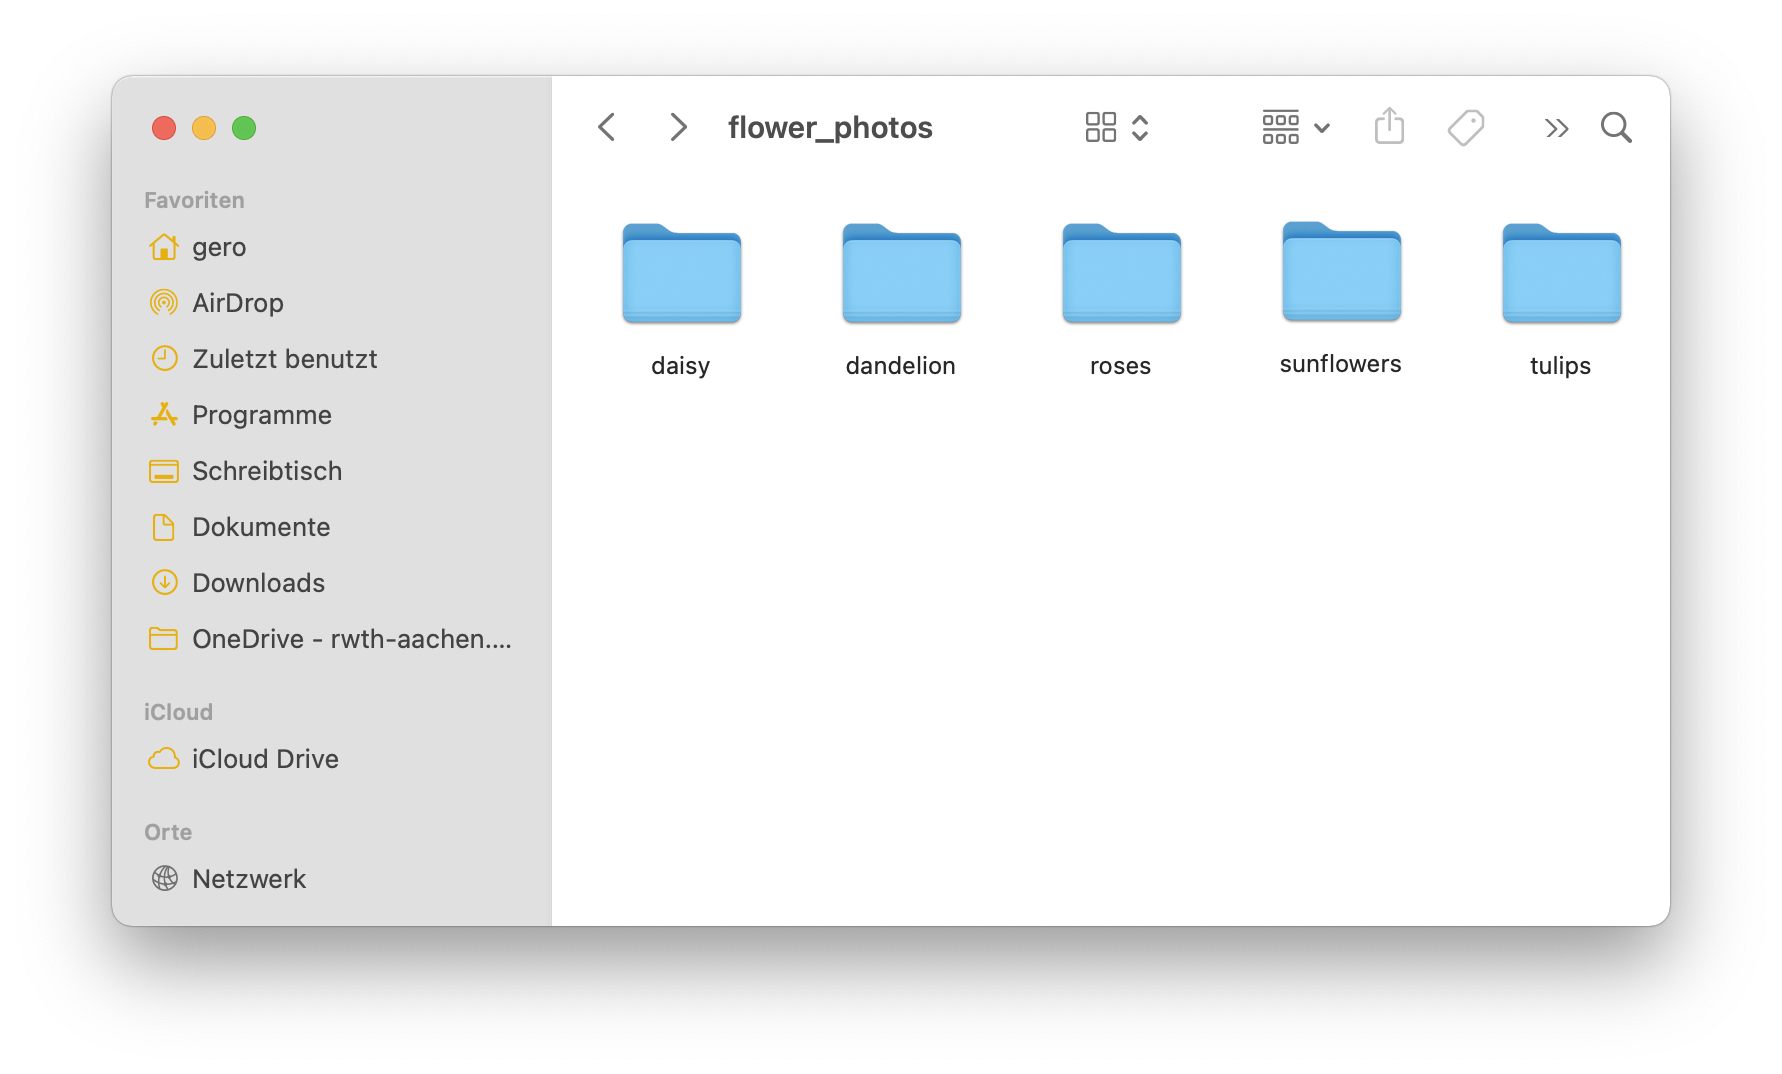 flower_photos
Favoriten
gero
AirDrop
Zuletzt benutzt
Programme
Schreibtisch
Dokumente
Downloads
OneDrive - rwth-aachen....
iCloud
iCloud Drive
Orte
Netzwerk
daisy
dandelion
roses
sunflowers
tulips